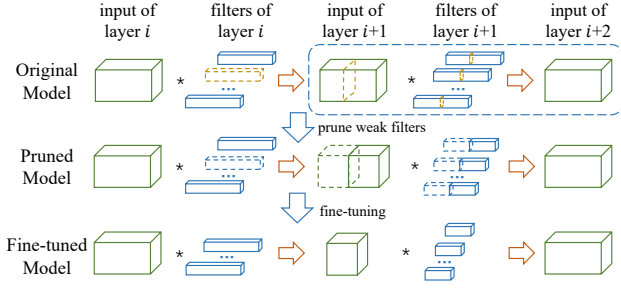 input of filters of input of filters of input of
layer i layer i layer i+1 layer i+1 layer i+2
Original
Model
* ... * ...
prune weak filters
Pruned
Model
* ... * ...
fine-tuning
Fine-tuned
Model
* ... * ...